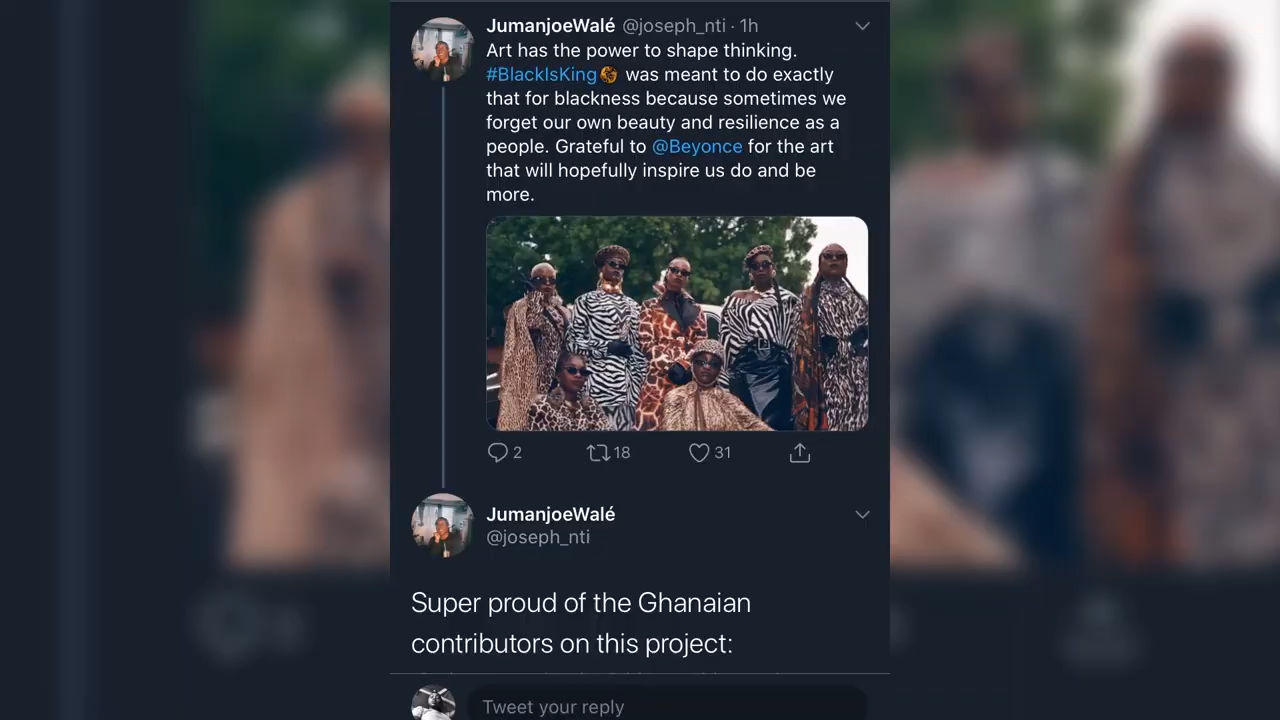 JumanjoeWalé @joseph_nti · 1h
Art has the power to shape thinking.
#BlackIsKing was meant to do exactly
that for blackness because sometimes we
forget our own beauty and resilience as a
people. Grateful to @Beyonce for the art
that will hopefully inspire us do and be
more.
2 18 31
JumanjoeWalé
@joseph_nti
Super proud of the Ghanaian
contributors on this project:
Tweet your reply